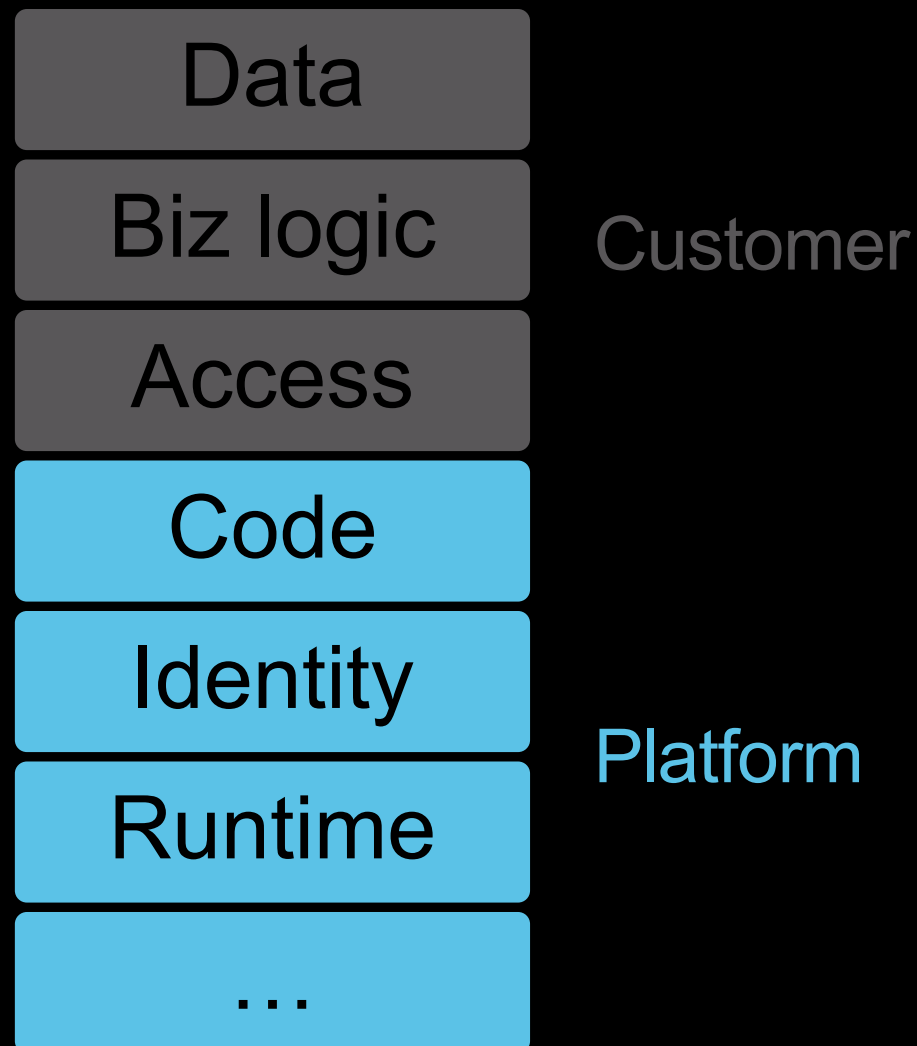 Data
Biz logic
Customer
Access
Code
Identity
Platform
Runtime
…